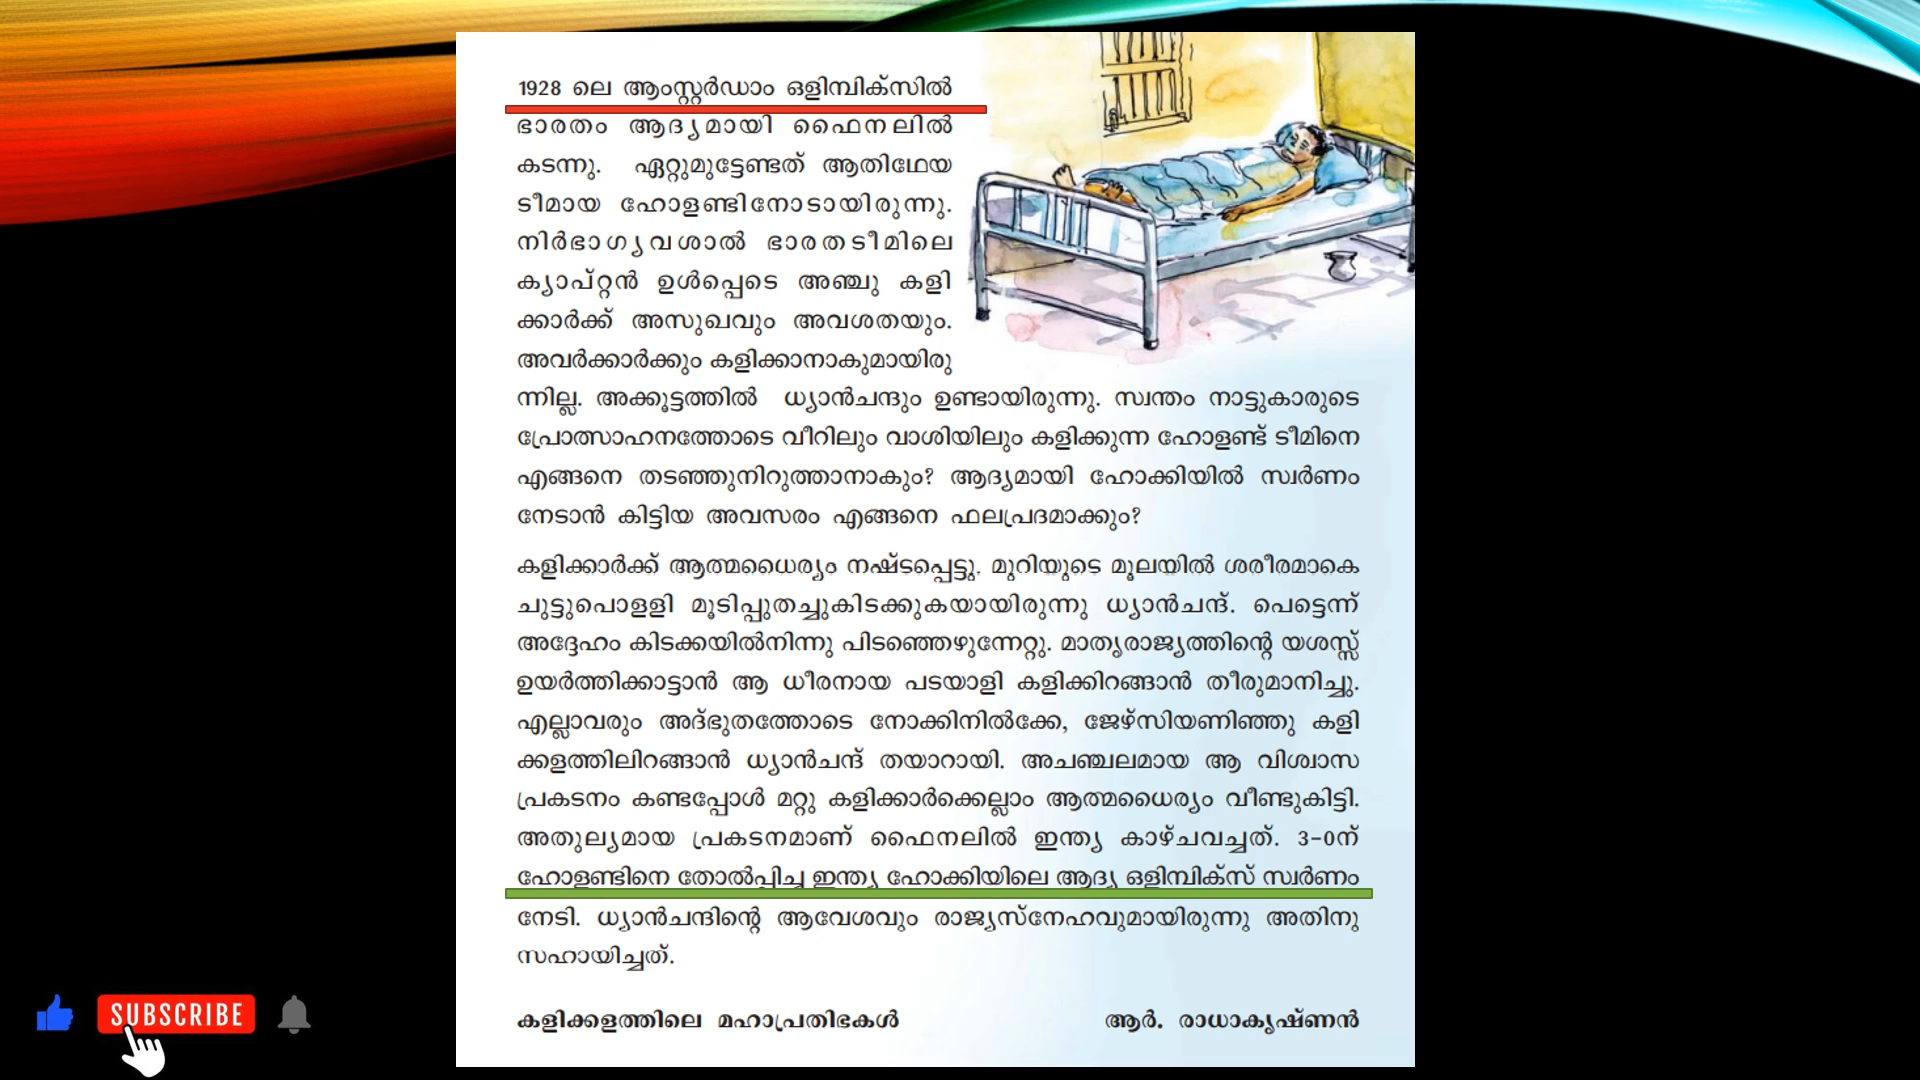 1928 ലെ ആംസ്റ്റർഡാം ഒളിമ്പിക്സിൽ
ഭാരതം ആദ്യമായി ഫൈനലിൽ
കടന്നു. ഏറ്റുമുട്ടേണ്ടത് ആതിഥേയ
ടീമായ ഹോളണ്ടിനോടായിരുന്നു.
നിർഭാഗ്യവശാൽ ഭാരതടീമിലെ
ക്യാപ്റ്റൻ ഉൾപ്പെടെ അഞ്ചു കളി
ക്കാർക്ക് അസുഖവും അവശതയും.
അവർക്കാർക്കും കളിക്കാനാകുമായിരു
ന്നില്ല. അക്കൂട്ടത്തിൽ ധ്യാൻചന്ദും ഉണ്ടായിരുന്നു. സ്വന്തം നാട്ടുകാരുടെ
പ്രോത്സാഹനത്തോടെ വീറിലും വാശിയിലും കളിക്കുന്ന ഹോളണ്ട് ടീമിനെ
എങ്ങനെ തടഞ്ഞുനിറുത്താനാകും? ആദ്യമായി ഹോക്കിയിൽ സ്വർണം
നേടാൻ കിട്ടിയ അവസരം എങ്ങനെ ഫലപ്രദമാക്കും?
കളിക്കാർക്ക് ആത്മധൈര്യം നഷ്ടപ്പെട്ടു. മുറിയുടെ മൂലയിൽ ശരീരമാകെ
ചുട്ടുപൊള്ളി മൂടിപ്പുതച്ചുകിടക്കുകയായിരുന്നു ധ്യാൻചന്ദ്. പെട്ടെന്ന്
അദ്ദേഹം കിടക്കയിൽനിന്നു പിടഞ്ഞെഴുന്നേറ്റു. മാതൃരാജ്യത്തിന്റെ യശസ്സ്
ഉയർത്തിക്കാട്ടാൻ ആ ധീരനായ പടയാളി കളിക്കിറങ്ങാൻ തീരുമാനിച്ചു.
എല്ലാവരും അദ്ഭുതത്തോടെ നോക്കിനിൽക്കേ, ജേഴ്സിയണിഞ്ഞു കളി
ക്കളത്തിലിറങ്ങാൻ ധ്യാൻചന്ദ് തയാറായി. അചഞ്ചലമായ ആ വിശ്വാസ
പ്രകടനം കണ്ടപ്പോൾ മറ്റു കളിക്കാർക്കെല്ലാം ആത്മധൈര്യം വീണ്ടുകിട്ടി.
അതുല്യമായ പ്രകടനമാണ് ഫൈനലിൽ ഇന്ത്യ കാഴ്ചവച്ചത്. 3-0ന്
ഹോളണ്ടിനെ തോൽപ്പിച്ച ഇന്ത്യ ഹോക്കിയിലെ ആദ്യ ഒളിമ്പിക്സ് സ്വർണം
നേടി. ധ്യാൻചന്ദിന്റെ ആവേശവും രാജ്യസ്നേഹവുമായിരുന്നു അതിനു
സഹായിച്ചത്.
കളിക്കളത്തിലെ മഹാപ്രതിഭകൾ ആർ. രാധാകൃഷ്ണൻ
SUBSCRIBE